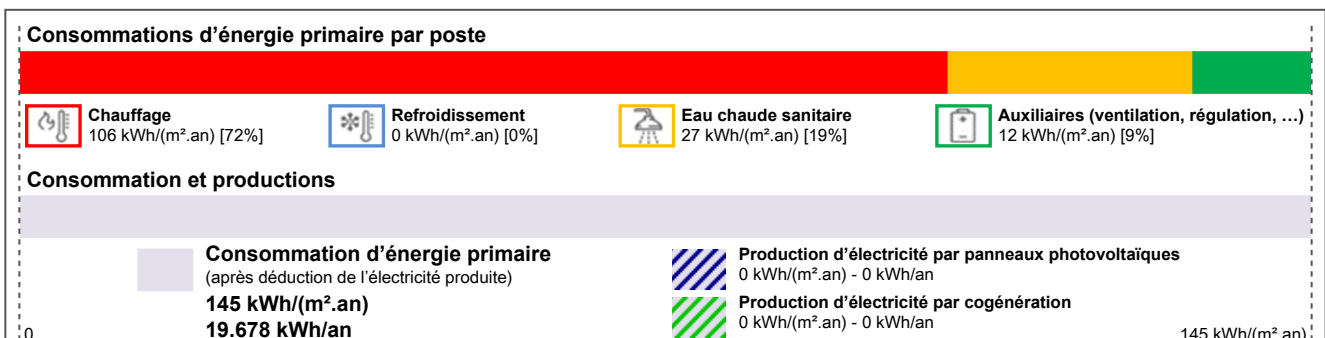 Consommations d’énergie primaire par poste
Chauffage
106 kWh/(m².an) [72%]
Refroidissement
0 kWh/(m².an) [0%]
Eau chaude sanitaire
27 kWh/(m².an) [19%]
Auxiliaires (ventilation, régulation, …)
12 kWh/(m².an) [9%]
Consommation et productions
Consommation d’énergie primaire
(après déduction de l’électricité produite)
145 kWh/(m².an)
19.678 kWh/an
Production d’électricité par panneaux photovoltaïques
0 kWh/(m².an) - 0 kWh/an
Production d’électricité par cogénération
0 kWh/(m².an) - 0 kWh/an
0
145 kWh/(m².an)